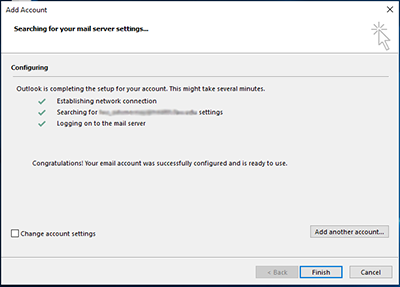 Add Account
Searching for your mail server settings...
Configuring
Outlook is completing the setup for your account. This might take several minutes.
Establishing network connection
Searching for settings
Logging on to the mail server
Congratulations! Your email account was successfully configured and is ready to use.
Change account settings
Add another account...
< Back
Finish
Cancel